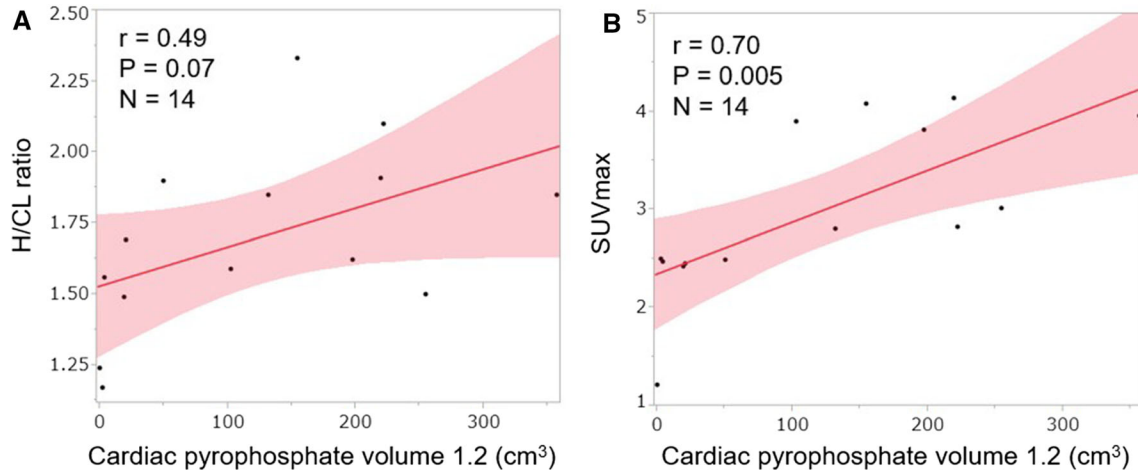 A
r = 0.49
P = 0.07
N = 14
H/CL ratio
2.50
2.25
2.00
1.75
1.50
1.25
0
100
200
300
Cardiac pyrophosphate volume 1.2 (cm³)
B
r = 0.70
P = 0.005
N = 14
SUVmax
5
4
3
2
1
0
100
200
300
Cardiac pyrophosphate volume 1.2 (cm³)